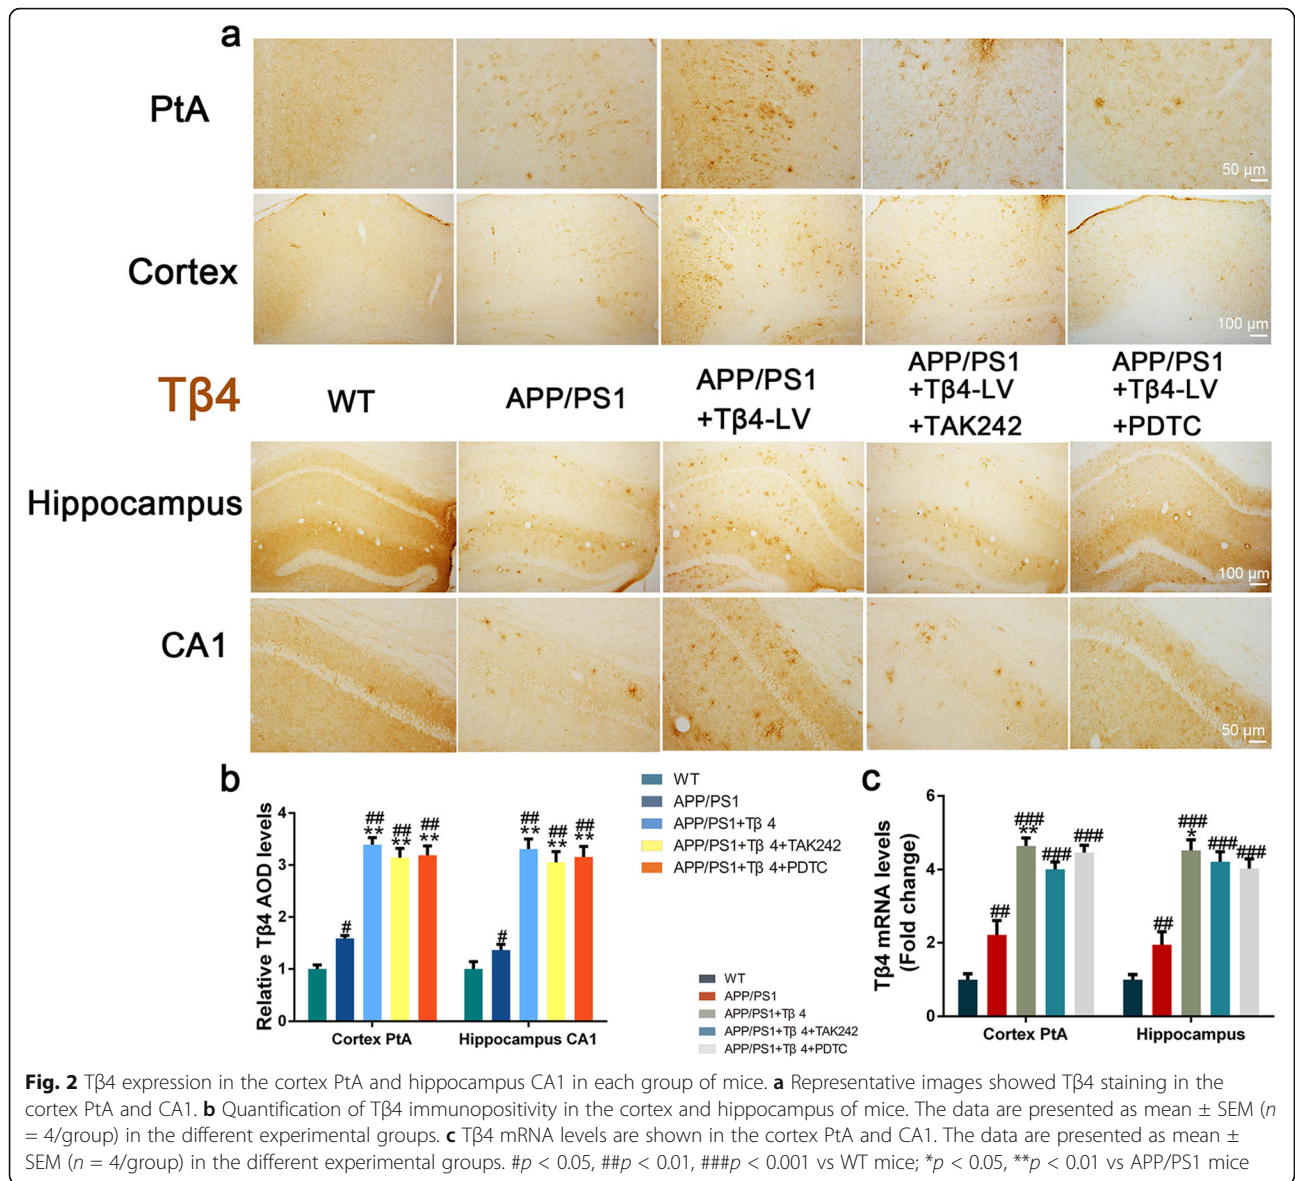 a
PtA
50 µm
Cortex
100 µm
Tβ4
WT
APP/PS1
APP/PS1
+Tβ4-LV
APP/PS1
+Tβ4-LV
+TAK242
APP/PS1
+Tβ4-LV
+PDTC
Hippocampus
100 µm
CA1
50 µm
b
Relative Tβ4 AOD levels
4
3
2
1
0
#
##
**
##
**
##
**
#
##
**
##
**
##
**
Cortex PtA
Hippocampus CA1
WT
APP/PS1
APP/PS1+Tβ 4
APP/PS1+Tβ 4+TAK242
APP/PS1+Tβ 4+PDTC
WT
APP/PS1
APP/PS1+Tβ 4
APP/PS1+Tβ 4+TAK242
APP/PS1+Tβ 4+PDTC
c
Tβ4 mRNA levels
(Fold change)
6
4
2
0
##
###
**
###
###
##
###
*
###
###
Cortex PtA
Hippocampus
Fig. 2 Tβ4 expression in the cortex PtA and hippocampus CA1 in each group of mice. a Representative images showed Tβ4 staining in the
cortex PtA and CA1. b Quantification of Tβ4 immunopositivity in the cortex and hippocampus of mice. The data are presented as mean ± SEM (n
= 4/group) in the different experimental groups. c Tβ4 mRNA levels are shown in the cortex PtA and CA1. The data are presented as mean ±
SEM (n = 4/group) in the different experimental groups. #p < 0.05, ##p < 0.01, ###p < 0.001 vs WT mice; *p < 0.05, **p < 0.01 vs APP/PS1 mice